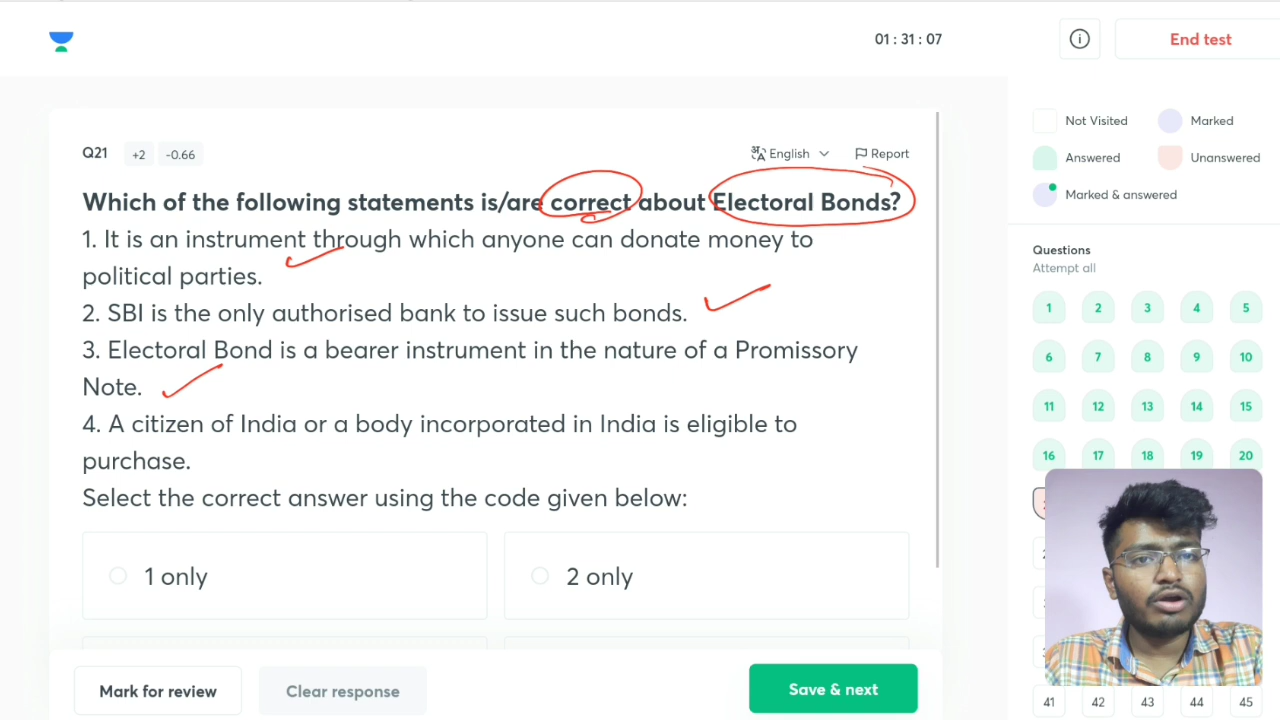 01 : 31 : 07
End test
Not Visited
Marked
Answered
Unanswered
Marked & answered
Q21
+2
-0.66
English
Report
Which of the following statements is/are correct about Electoral Bonds?
1. It is an instrument through which anyone can donate money to
political parties.
2. SBI is the only authorised bank to issue such bonds.
3. Electoral Bond is a bearer instrument in the nature of a Promissory
Note.
4. A citizen of India or a body incorporated in India is eligible to
purchase.
Select the correct answer using the code given below:
1 only
2 only
Mark for review
Clear response
Save & next
Questions
Attempt all
1 2 3 4 5
6 7 8 9 10
11 12 13 14 15
16 17 18 19 20
41 42 43 44 45